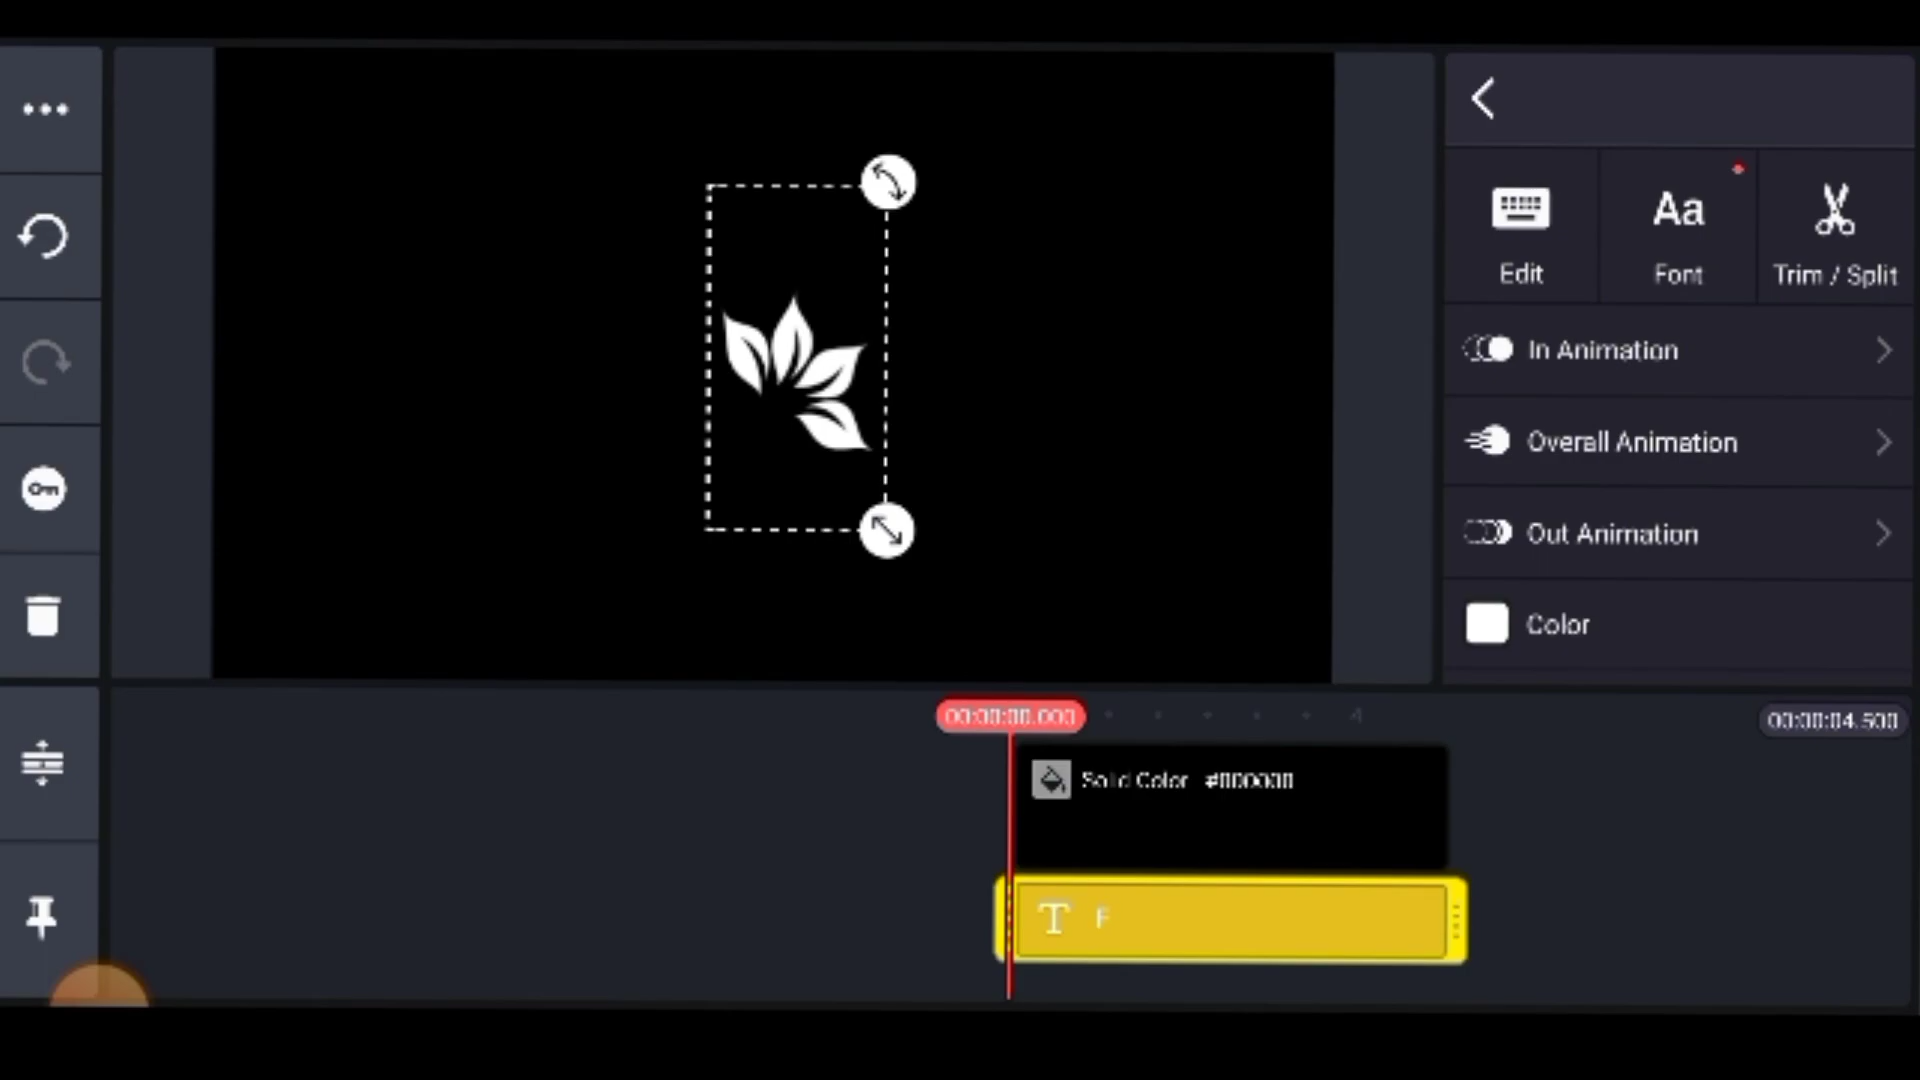 Edit
Aa
Font
Trim / Split
In Animation
Overall Animation
Out Animation
Color
00:00:00.000
4
00:00:04.500
Solid Color #000000
T F